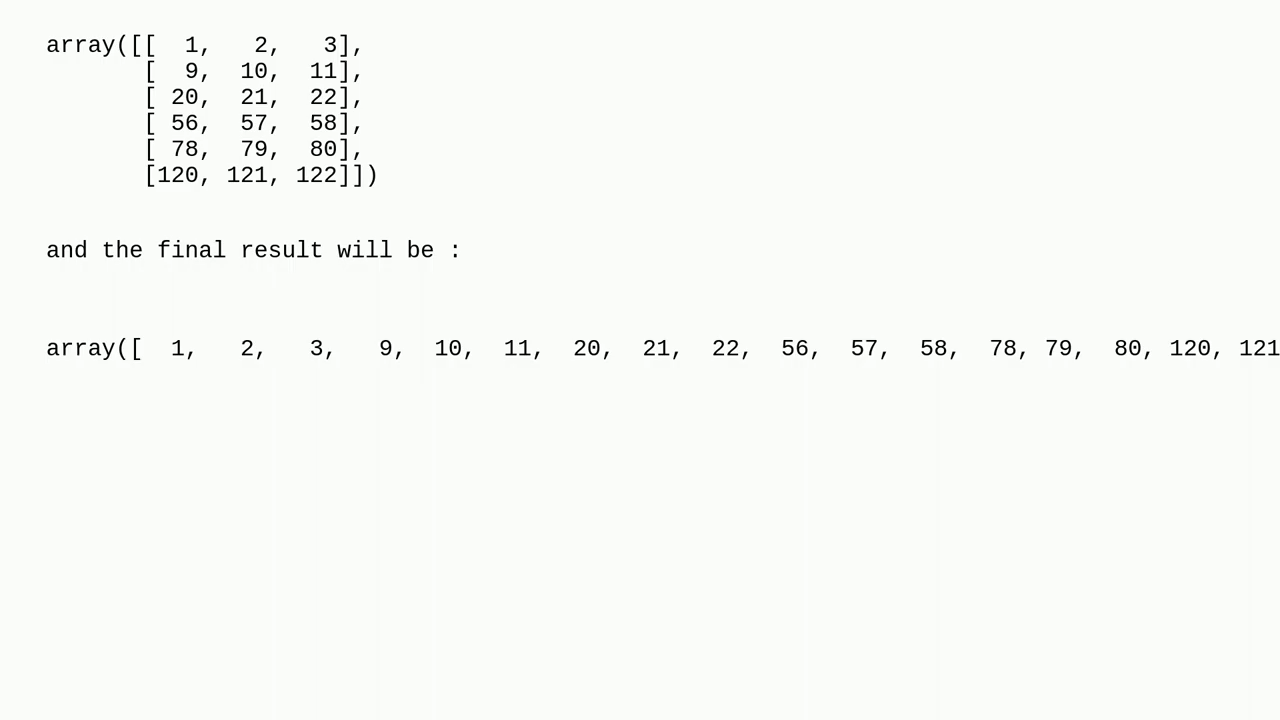 array([[  1,   2,   3],
       [  9,  10,  11],
       [ 20,  21,  22],
       [ 56,  57,  58],
       [ 78,  79,  80],
       [120, 121, 122]])
and the final result will be :
array([  1,   2,   3,   9,  10,  11,  20,  21,  22,  56,  57,  58,  78, 79,  80, 120, 121